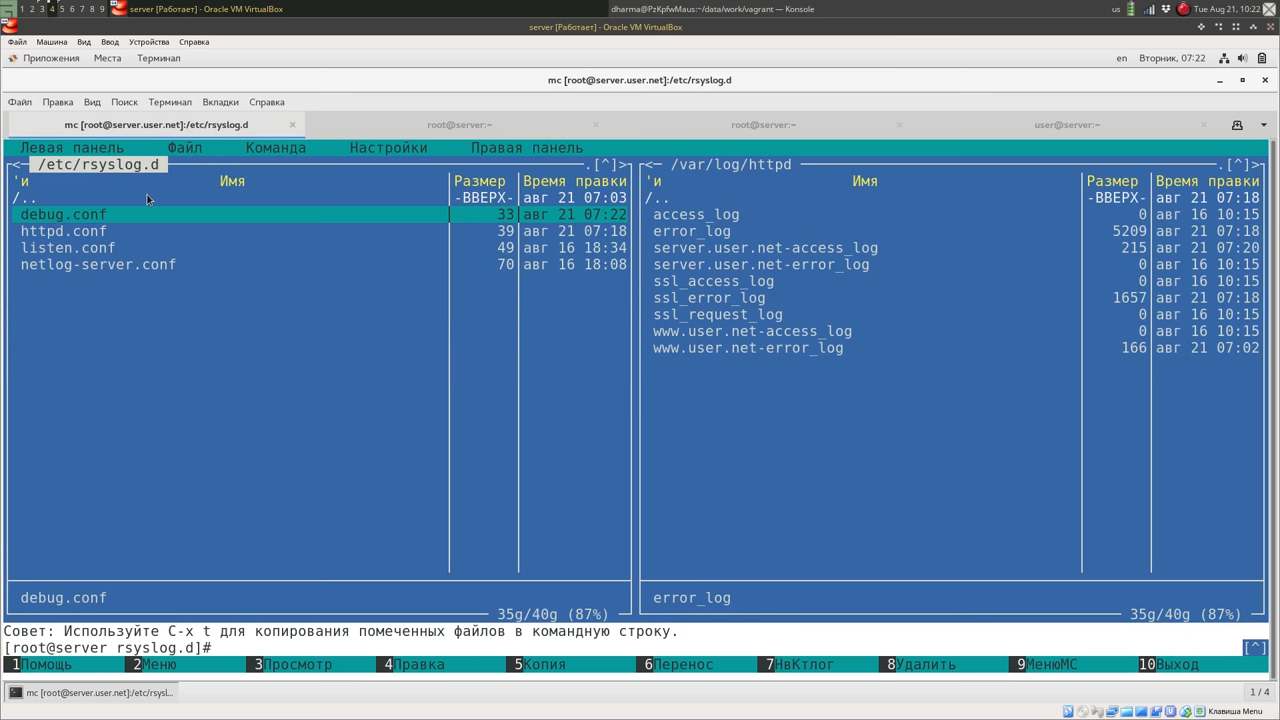 1 2 3 4 5 6 7 8 9 server [Работает] - Oracle VM VirtualBox dharma@PzKpfwMaus:~/data/work/vagrant — Konsole us Tue Aug 21, 10:22
server [Работает] - Oracle VM VirtualBox
Файл Машина Вид Ввод Устройства Справка
Приложения Места Терминал en Вторник, 07:22
mc [root@server.user.net]:/etc/rsyslog.d
Файл Правка Вид Поиск Терминал Вкладки Справка
mc [root@server.user.net]:/etc/rsyslog.d × root@server:~ × root@server:~ × user@server:~ ×
Левая панель Файл Команда Настройки Правая панель
<─ /etc/rsyslog.d .[^]> <─ /var/log/httpd .[^]>
'и Имя Размер Время правки 'и Имя Размер Время правки
/.. -ВВЕРХ- авг 21 07:03 /.. -ВВЕРХ- авг 21 07:18
debug.conf 33 авг 21 07:22 access_log 0 авг 16 10:15
httpd.conf 39 авг 21 07:18 error_log 5209 авг 21 07:18
listen.conf 49 авг 16 18:34 server.user.net-access_log 215 авг 21 07:20
netlog-server.conf 70 авг 16 18:08 server.user.net-error_log 0 авг 16 10:15
ssl_access_log 0 авг 16 10:15
ssl_error_log 1657 авг 21 07:18
ssl_request_log 0 авг 16 10:15
www.user.net-access_log 0 авг 16 10:15
www.user.net-error_log 166 авг 21 07:02
debug.conf error_log
35g/40g (87%) 35g/40g (87%)
Совет: Используйте C-x t для копирования помеченных файлов в командную строку.
[root@server rsyslog.d]# [^]
1Помощь 2Меню 3Просмотр 4Правка 5Копия 6Перенос 7НвКтлог 8Удалить 9МенюМС 10Выход
mc [root@server.user.net]:/etc/rsysl... 1 / 4
Клавиша Menu